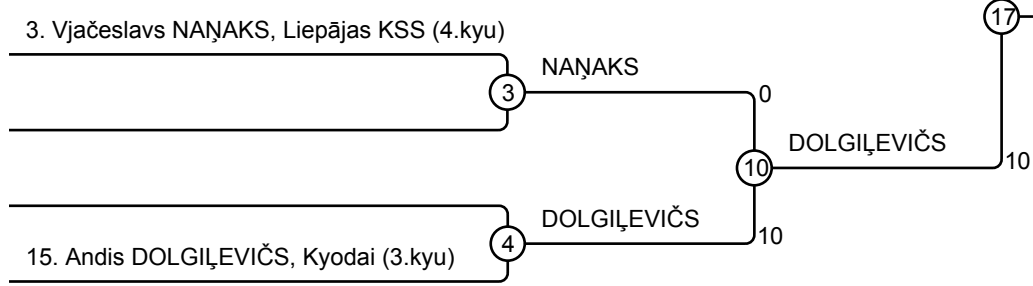 17
3. Vjačeslavs NAŅAKS, Liepājas KSS (4.kyu)
NAŅAKS
3
0
DOLGIĻEVIČS
10
10
DOLGIĻEVIČS
10
4
15. Andis DOLGIĻEVIČS, Kyodai (3.kyu)